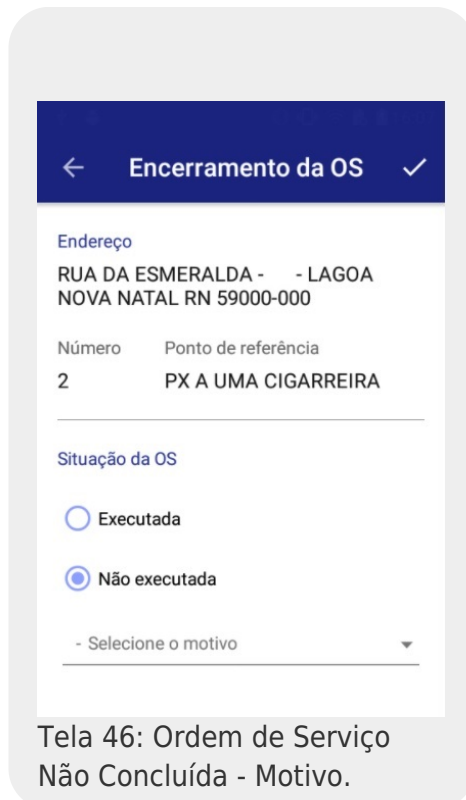 Encerramento da OS
Endereço
RUA DA ESMERALDA - - LAGOA
NOVA NATAL RN 59000-000
Número Ponto de referência
2 PX A UMA CIGARREIRA
Situação da OS
Executada
Não executada
- Selecione o motivo
Tela 46: Ordem de Serviço
Não Concluída - Motivo.